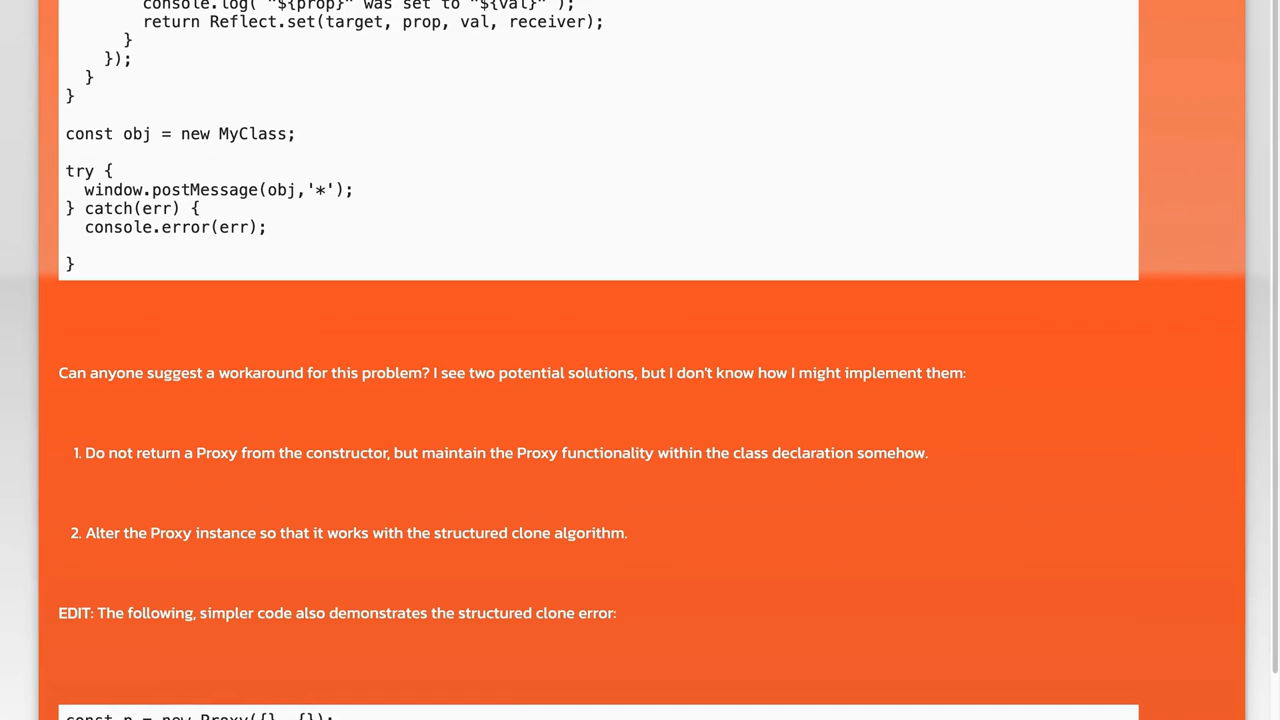 console.log(`"${prop}" was set to "${val}"`);
return Reflect.set(target, prop, val, receiver);
}
});
}
}
const obj = new MyClass;
try {
window.postMessage(obj,'*');
} catch(err) {
console.error(err);
}
Can anyone suggest a workaround for this problem? I see two potential solutions, but I don't know how I might implement them:
1. Do not return a Proxy from the constructor, but maintain the Proxy functionality within the class declaration somehow.
2. Alter the Proxy instance so that it works with the structured clone algorithm.
EDIT: The following, simpler code also demonstrates the structured clone error:
const p = new Proxy({}, {});